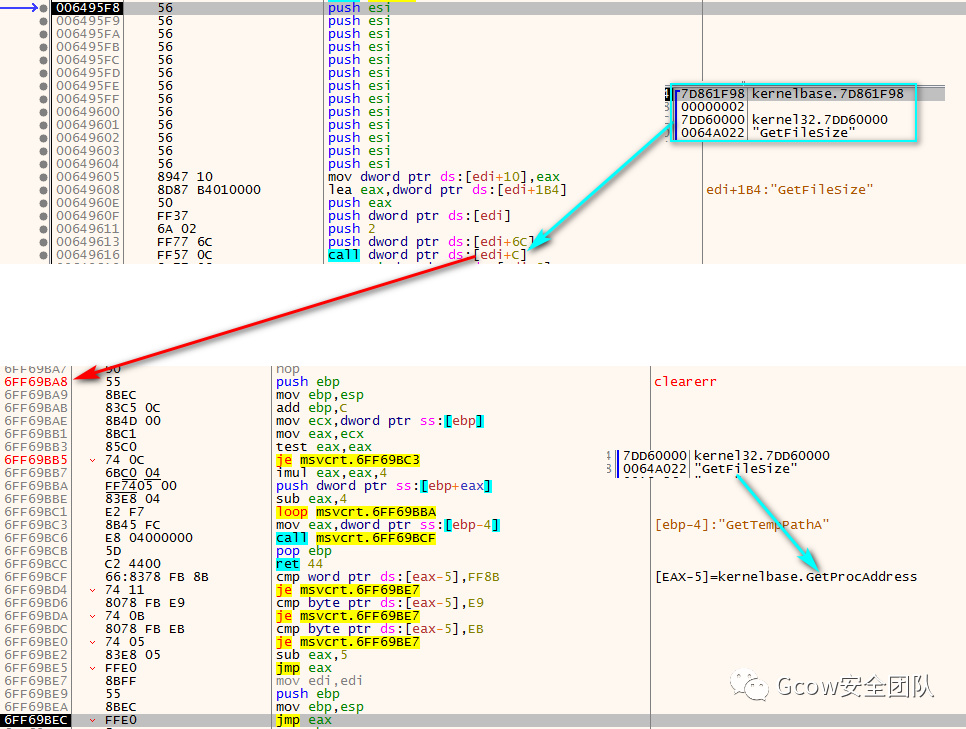 006495F8 56 push esi
006495F9 56 push esi
006495FA 56 push esi
006495FB 56 push esi
006495FC 56 push esi
006495FD 56 push esi
006495FE 56 push esi
006495FF 56 push esi
00649600 56 push esi
00649601 56 push esi
00649602 56 push esi
00649603 56 push esi
00649604 56 push esi
7D861F98 kernelbase.7D861F98
00000002
7DD60000 kernel32.7DD60000
0064A022 "GetFileSize"
00649605 8947 10 mov dword ptr ds:[edi+10],eax
00649608 8D87 B4010000 lea eax,dword ptr ds:[edi+1B4] edi+1B4:"GetFileSize"
0064960E 50 push eax
0064960F FF37 push dword ptr ds:[edi]
00649611 6A 02 push 2
00649613 FF77 6C push dword ptr ds:[edi+6C]
00649616 FF57 0C call dword ptr ds:[edi+C]
6FF69BA7 90 nop
6FF69BA8 55 push ebp clearerr
6FF69BA9 8BEC mov ebp,esp
6FF69BAB 83C5 0C add ebp,C
6FF69BAE 8B4D 00 mov ecx,dword ptr ss:[ebp]
6FF69BB1 8BC1 mov eax,ecx
6FF69BB3 85C0 test eax,eax
6FF69BB5 74 0C je msvcrt.6FF69BC3
6FF69BB7 6BC0 04 imul eax,eax,4
6FF69BBA FF7405 00 push dword ptr ss:[ebp+eax]
6FF69BBE 83E8 04 sub eax,4
6FF69BC1 E2 F7 loop msvcrt.6FF69BBA
6FF69BC3 8B45 FC mov eax,dword ptr ss:[ebp-4] [ebp-4]:"GetTempPathA"
6FF69BC6 E8 04000000 call msvcrt.6FF69BCF
6FF69BCB 5D pop ebp
6FF69BCC C2 4400 ret 44
6FF69BCF 66:8378 FB 8B cmp word ptr ds:[eax-5],FF8B [EAX-5]=kernelbase.GetProcAddress
6FF69BD4 74 11 je msvcrt.6FF69BE7
6FF69BD6 8078 FB E9 cmp byte ptr ds:[eax-5],E9
6FF69BDA 74 0B je msvcrt.6FF69BE7
6FF69BDC 8078 FB EB cmp byte ptr ds:[eax-5],EB
6FF69BE0 74 05 je msvcrt.6FF69BE7
6FF69BE2 83E8 05 sub eax,5
6FF69BE5 FFE0 jmp eax
6FF69BE7 8BFF mov edi,edi
6FF69BE9 55 push ebp
6FF69BEA 8BEC mov ebp,esp
6FF69BEC FFE0 jmp eax
7DD60000 kernel32.7DD60000
0064A022 "GetFileSize"
Gcow安全团队